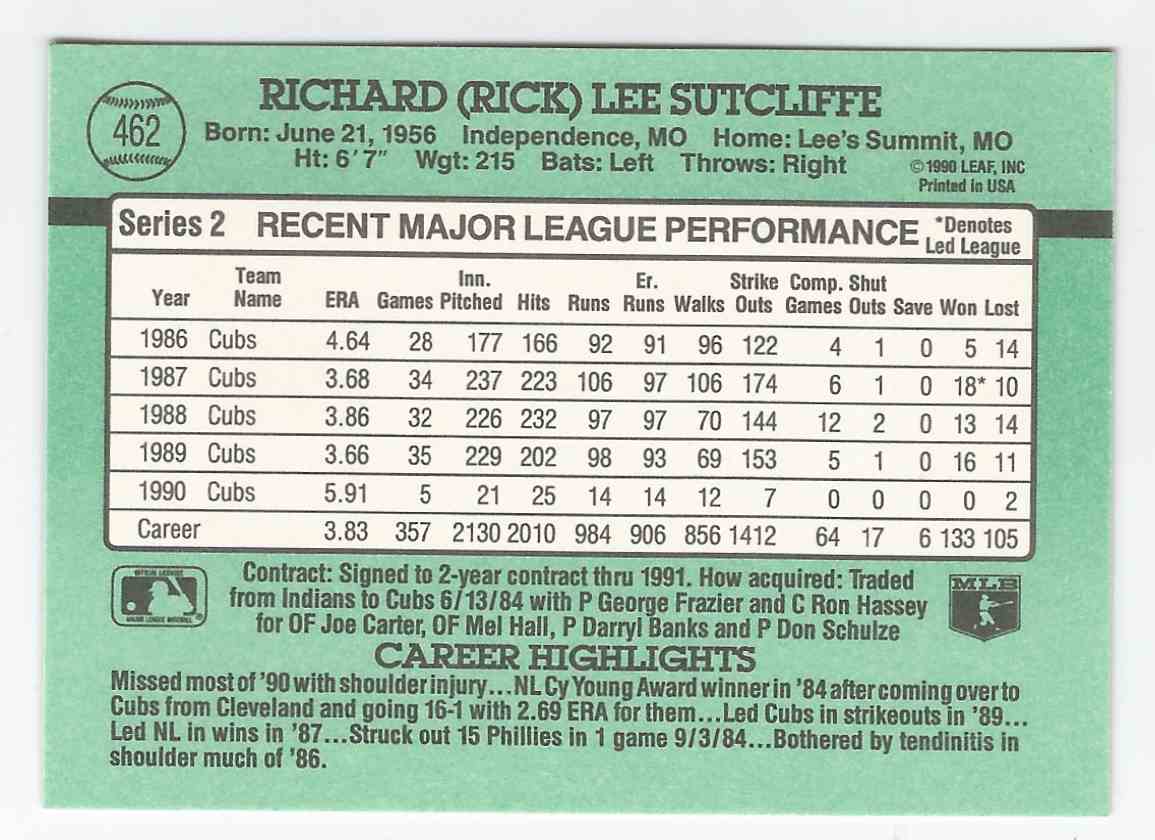 RICHARD (RICK) LEE SUTCLIFFE
462
Born: June 21, 1956 Independence, MO Home: Lee's Summit, MO
Ht: 6'7" Wgt: 215 Bats: Left Throws: Right ©1990 LEAF, INC
Printed in USA
Series 2 RECENT MAJOR LEAGUE PERFORMANCE *Denotes Led League
Year Team Name ERA Games Inn. Pitched Hits Runs Er. Runs Walks Strike Outs Comp. Games Shut Outs Save Won Lost
1986 Cubs 4.64 28 177 166 92 91 96 122 4 1 0 5 14
1987 Cubs 3.68 34 237 223 106 97 106 174 6 1 0 18* 10
1988 Cubs 3.86 32 226 232 97 97 70 144 12 2 0 13 14
1989 Cubs 3.66 35 229 202 98 93 69 153 5 1 0 16 11
1990 Cubs 5.91 5 21 25 14 14 12 7 0 0 0 0 2
Career 3.83 357 2130 2010 984 906 856 1412 64 17 6 133 105
Contract: Signed to 2-year contract thru 1991. How acquired: Traded
from Indians to Cubs 6/13/84 with P George Frazier and C Ron Hassey
for OF Joe Carter, OF Mel Hall, P Darryl Banks and P Don Schulze
MAJOR LEAGUE BASEBALL
MLB
CAREER HIGHLIGHTS
Missed most of '90 with shoulder injury...NL Cy Young Award winner in '84 after coming over to
Cubs from Cleveland and going 16-1 with 2.69 ERA for them...Led Cubs in strikeouts in '89...
Led NL in wins in '87...Struck out 15 Phillies in 1 game 9/3/84...Bothered by tendinitis in
shoulder much of '86.